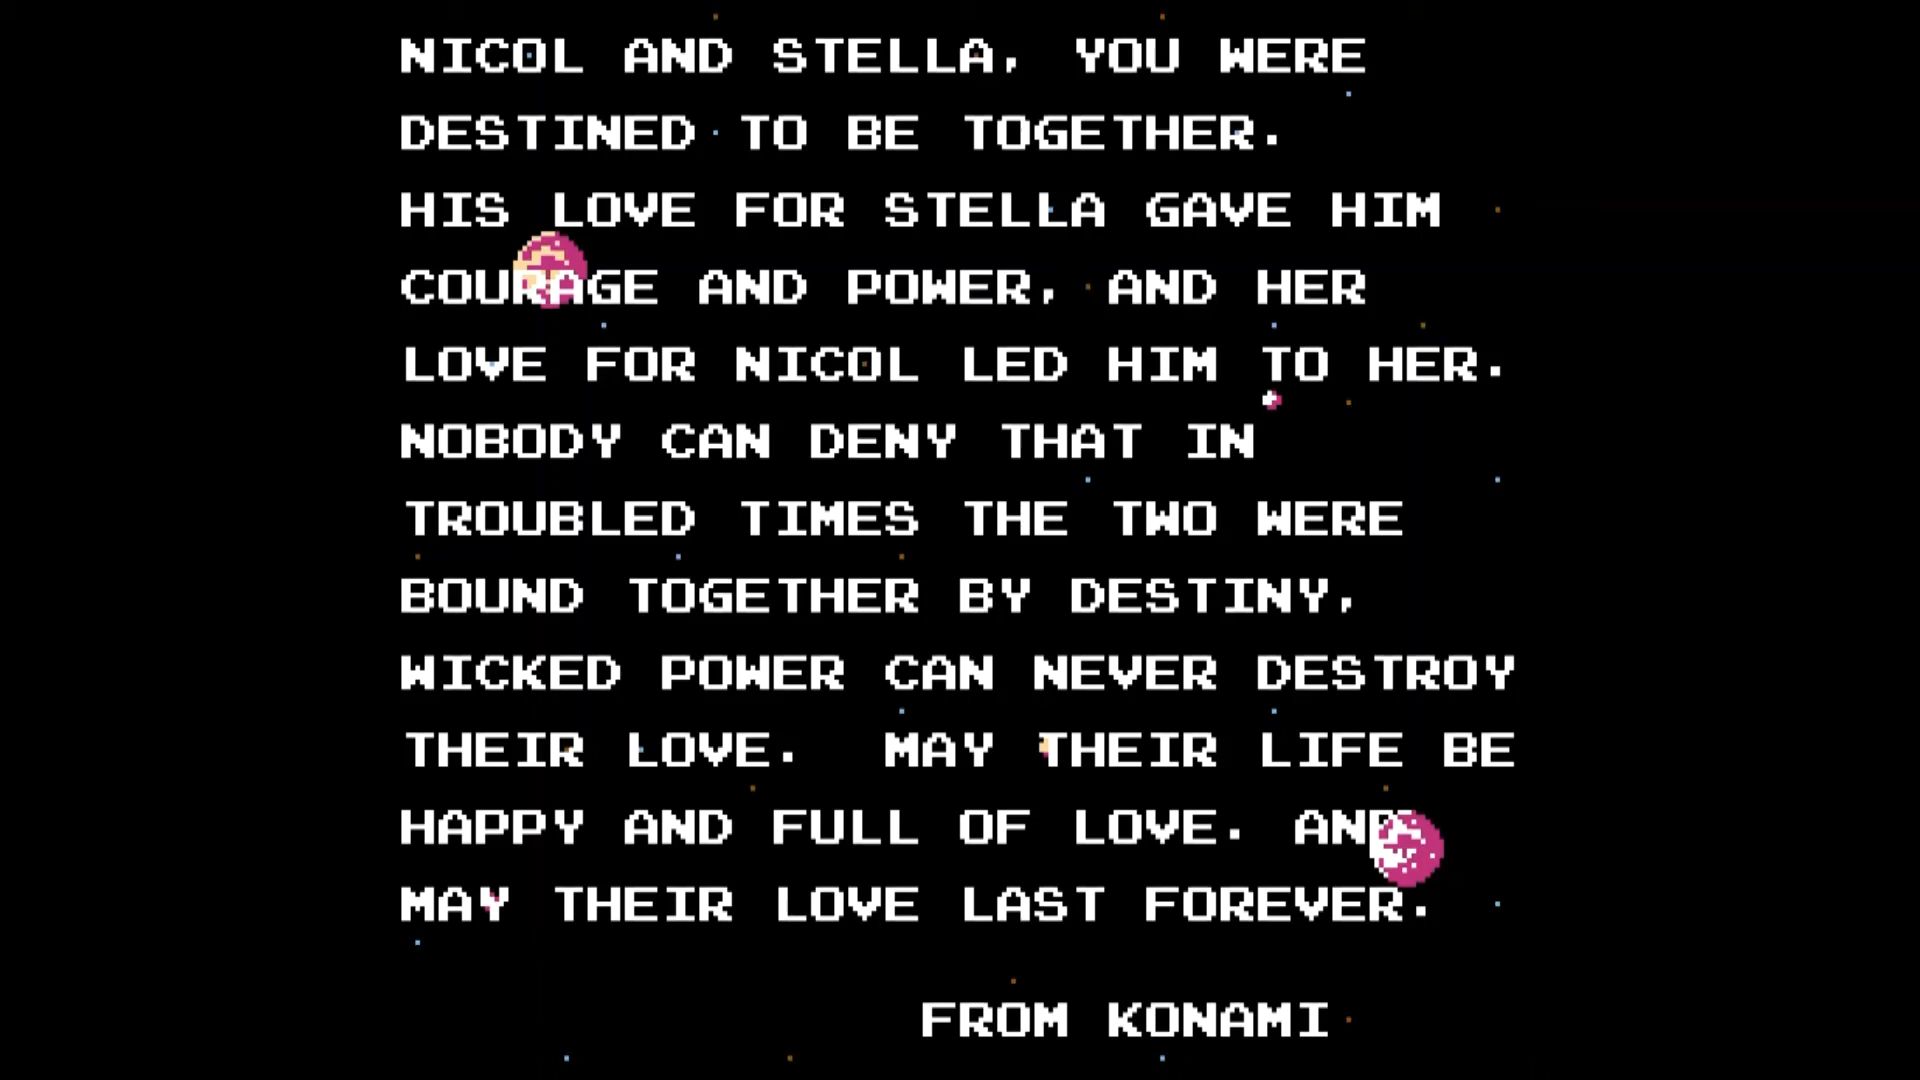 NICOL AND STELLA, YOU WERE
DESTINED TO BE TOGETHER.
HIS LOVE FOR STELLA GAVE HIM
COURAGE AND POWER, AND HER
LOVE FOR NICOL LED HIM TO HER.
NOBODY CAN DENY THAT IN
TROUBLED TIMES THE TWO WERE
BOUND TOGETHER BY DESTINY,
WICKED POWER CAN NEVER DESTROY
THEIR LOVE.  MAY THEIR LIFE BE
HAPPY AND FULL OF LOVE. AND
MAY THEIR LOVE LAST FOREVER.
FROM KONAMI